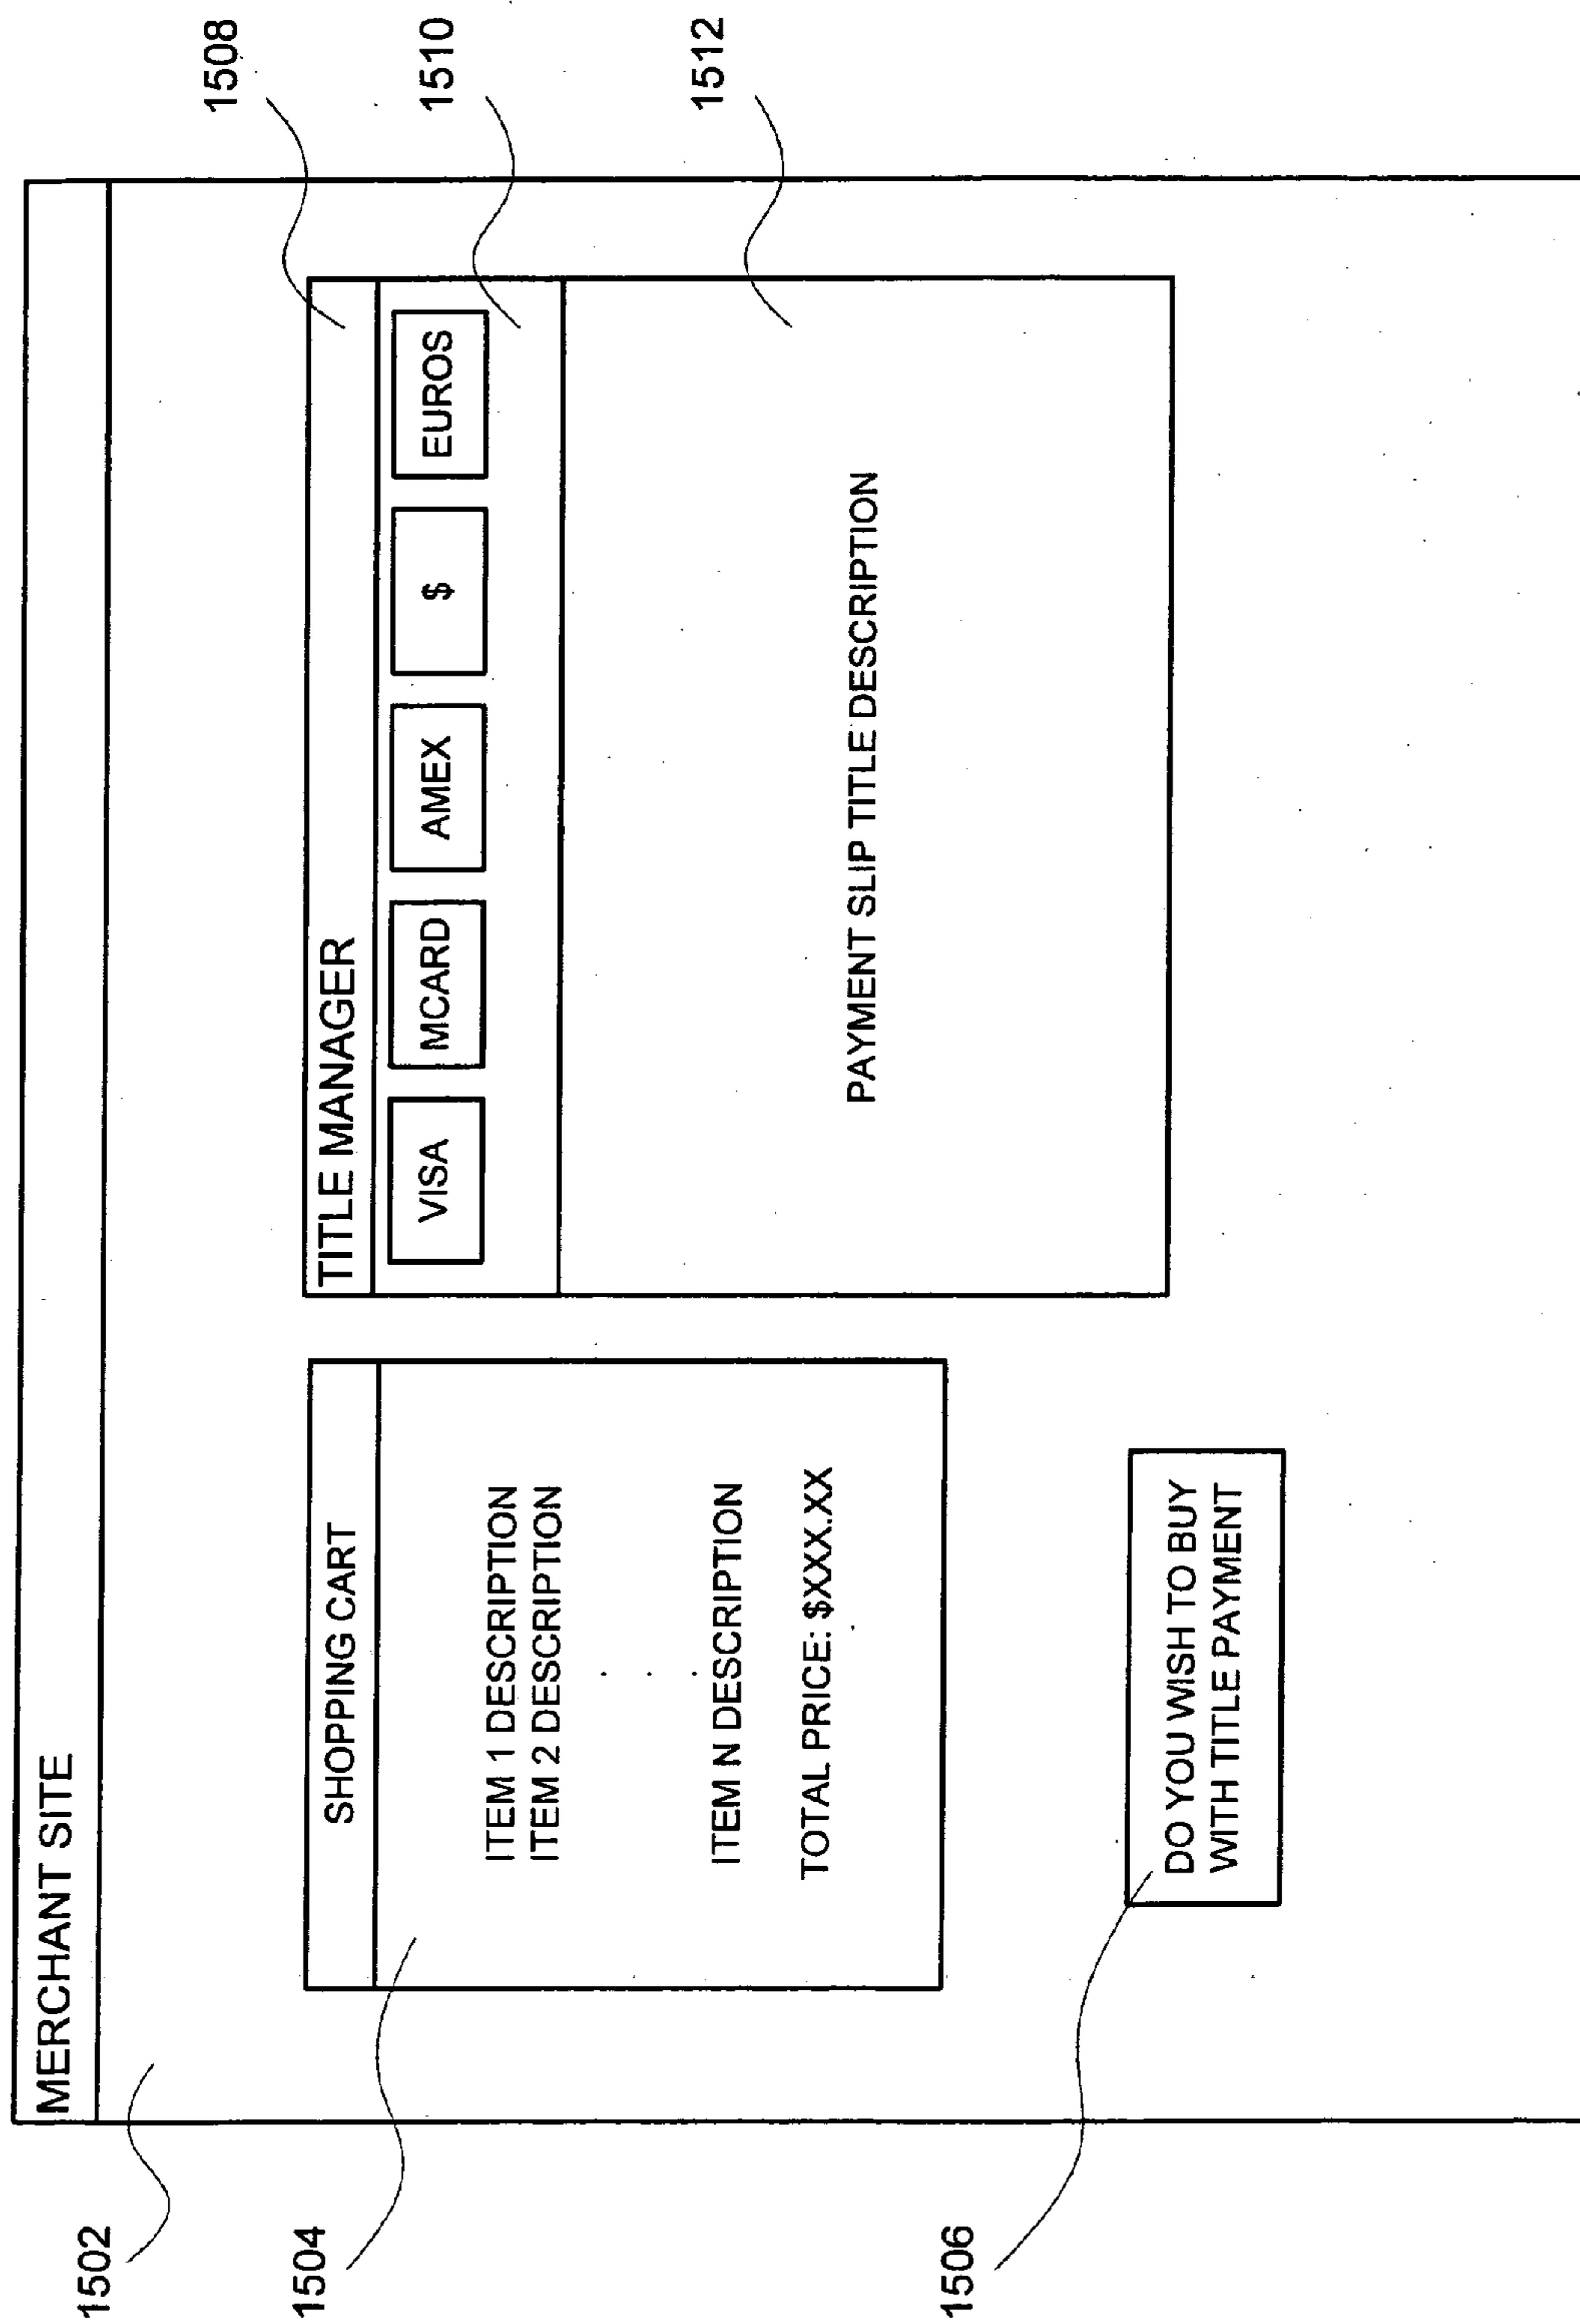 MERCHANT SITE
1502
SHOPPING CART
1504
ITEM 1 DESCRIPTION
ITEM 2 DESCRIPTION
. . .
ITEM N DESCRIPTION
TOTAL PRICE: $XXX.XX
1506
DO YOU WISH TO BUY
WITH TITLE PAYMENT
TITLE MANAGER
1508
VISA
MCARD
AMEX
$
EUROS
1510
PAYMENT SLIP TITLE DESCRIPTION
1512